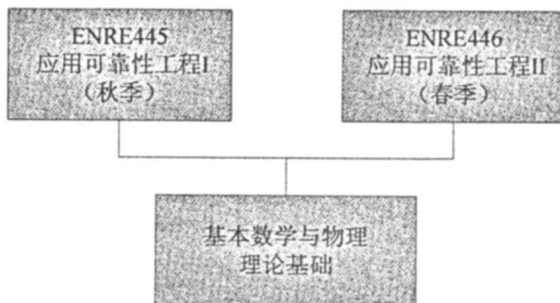 ENRE445
应用可靠性工程I
（秋季）
ENRE446
应用可靠性工程II
（春季）
基本数学与物理
理论基础